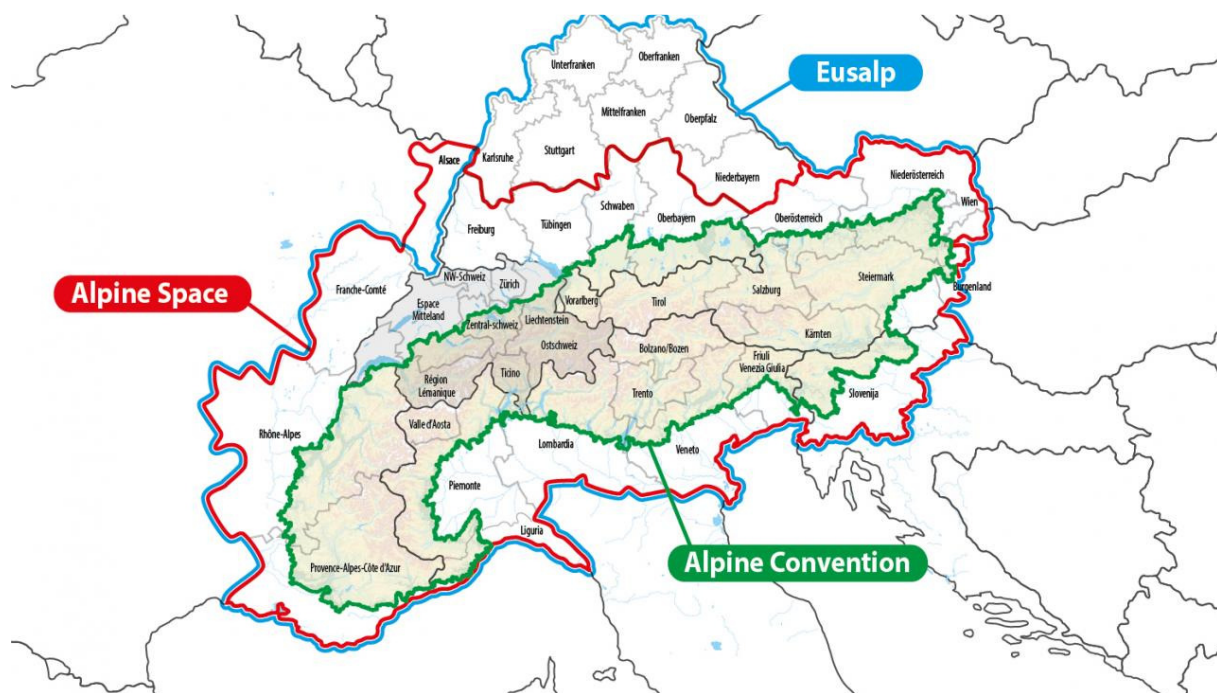 Unterfranken
Oberfranken
Eusalp
Mittelfranken
Oberpfalz
Alsace
Karlsruhe
Stuttgart
Niederbayern
Niederösterreich
Wien
Schwaben
Oberbayern
Oberösterreich
Freiburg
Tübingen
Alpine Space
Franche-Comté
NW-Schweiz
Zürich
Vorarlberg
Tirol
Salzburg
Steiermark
Burgenland
Espace
Mitteland
Zentral-schweiz
Liechtenstein
Ostschweiz
Kärnten
Bolzano/Bozen
Friuli
Venezia Giulia
Région
Lémanique
Ticino
Trento
Slovenija
Valle d'Aosta
Rhône-Alpes
Lombardia
Veneto
Piemonte
Liguria
Provence-Alpes-Côte d'Azur
Alpine Convention